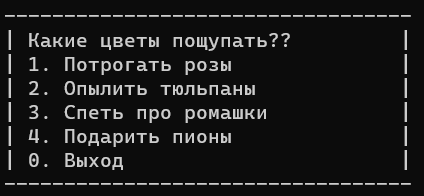 Какие цветы пощупать??
1. Потрогать розы
2. Опылить тюльпаны
3. Спеть про ромашки
4. Подарить пионы
0. Выход